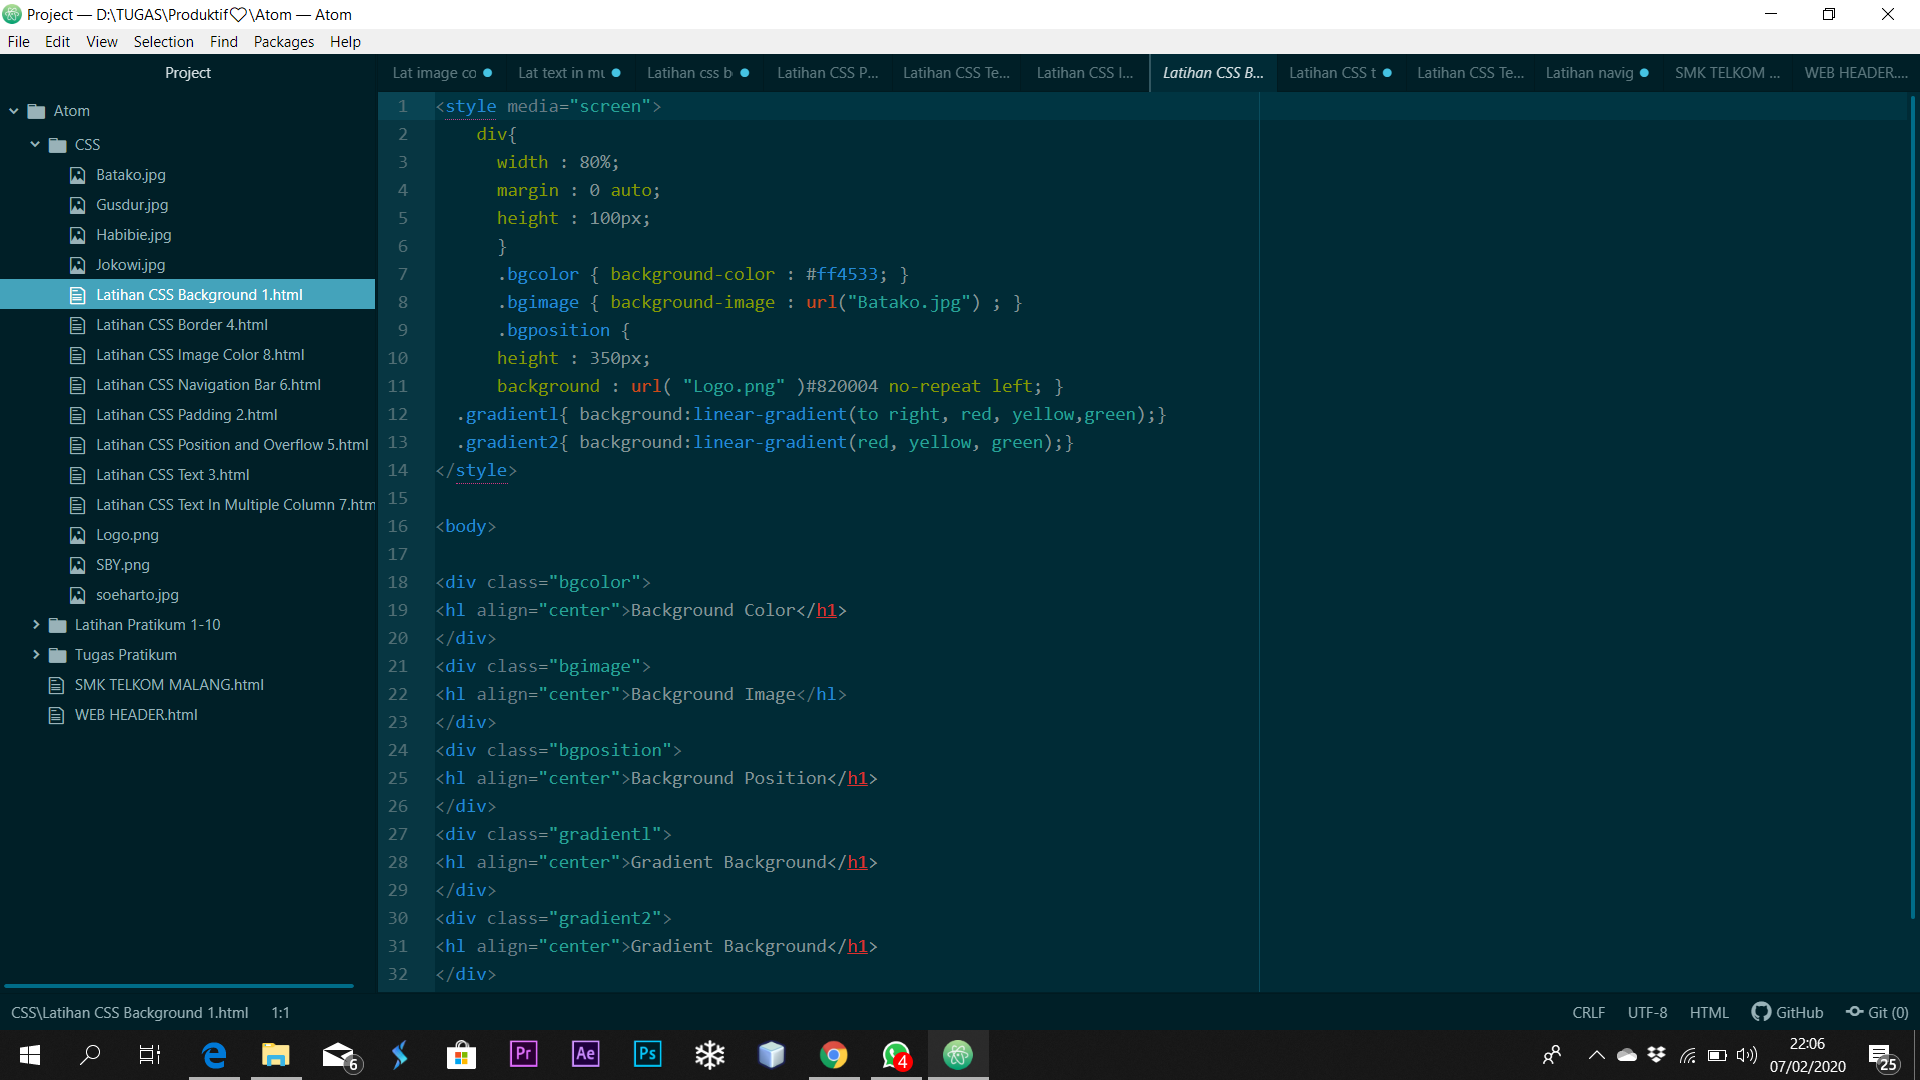 Project — D:\TUGAS\Produktif♡\Atom — Atom
File Edit View Selection Find Packages Help
Project
Lat image co Lat text in mu Latihan css b Latihan CSS P... Latihan CSS Te... Latihan CSS I... Latihan CSS B... Latihan CSS t Latihan CSS Te... Latihan navig SMK TELKOM ... WEB HEADER....
Atom
CSS
Batako.jpg
Gusdur.jpg
Habibie.jpg
Jokowi.jpg
Latihan CSS Background 1.html
Latihan CSS Border 4.html
Latihan CSS Image Color 8.html
Latihan CSS Navigation Bar 6.html
Latihan CSS Padding 2.html
Latihan CSS Position and Overflow 5.html
Latihan CSS Text 3.html
Latihan CSS Text In Multiple Column 7.htm
Logo.png
SBY.png
soeharto.jpg
Latihan Pratikum 1-10
Tugas Pratikum
SMK TELKOM MALANG.html
WEB HEADER.html
1 <style media="screen">
2 div{
3 width : 80%;
4 margin : 0 auto;
5 height : 100px;
6 }
7 .bgcolor { background-color : #ff4533; }
8 .bgimage { background-image : url("Batako.jpg") ; }
9 .bgposition {
10 height : 350px;
11 background : url( "Logo.png" )#820004 no-repeat left; }
12 .gradientl{ background:linear-gradient(to right, red, yellow,green);}
13 .gradient2{ background:linear-gradient(red, yellow, green);}
14 </style>
15
16 <body>
17
18 <div class="bgcolor">
19 <hl align="center">Background Color</h1>
20 </div>
21 <div class="bgimage">
22 <hl align="center">Background Image</hl>
23 </div>
24 <div class="bgposition">
25 <hl align="center">Background Position</h1>
26 </div>
27 <div class="gradientl">
28 <hl align="center">Gradient Background</h1>
29 </div>
30 <div class="gradient2">
31 <hl align="center">Gradient Background</h1>
32 </div>
CSS\Latihan CSS Background 1.html 1:1
CRLF UTF-8 HTML GitHub Git (0)
6 Pr Ae Ps 4
22:06
07/02/2020
25